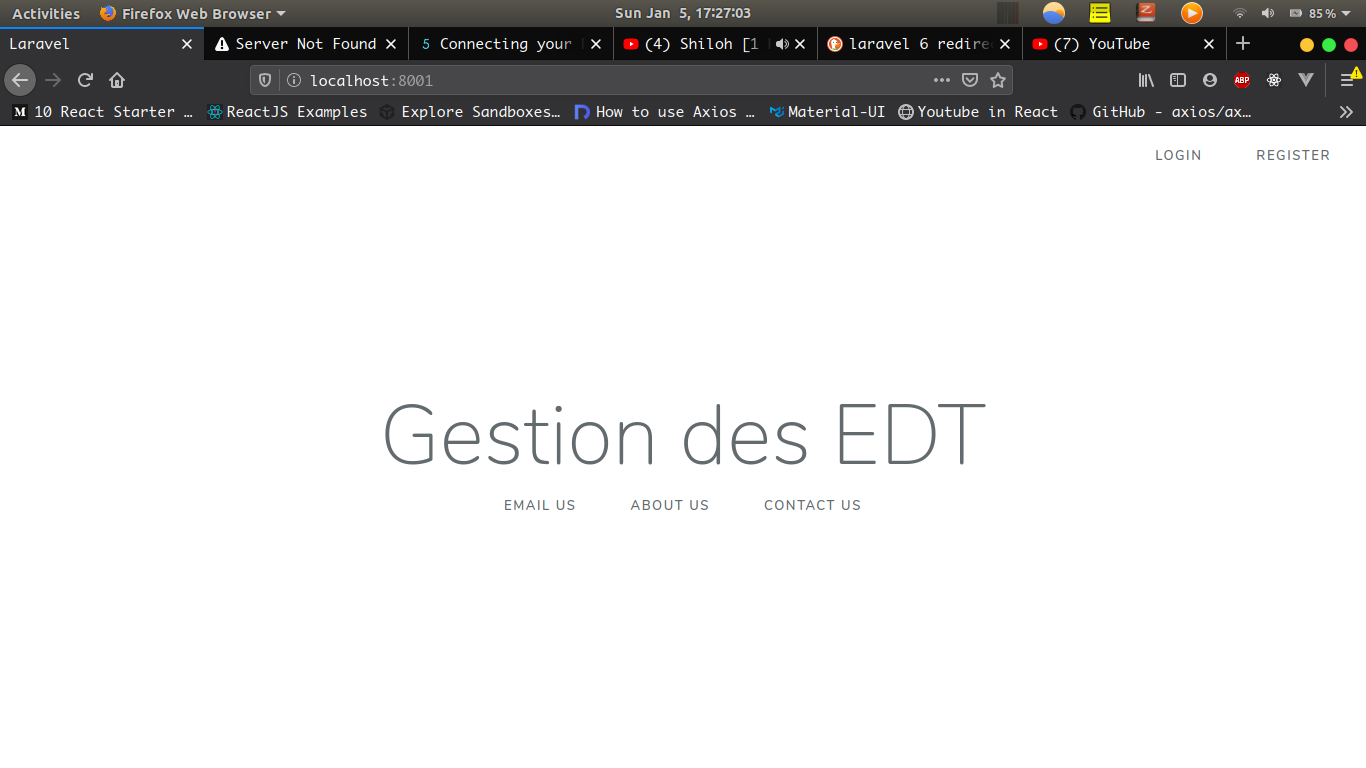 Activities Firefox Web Browser Sun Jan 5, 17:27:03 85 %
Laravel Server Not Found 5 Connecting your (4) Shiloh [1 laravel 6 redire (7) YouTube
localhost:8001 ABP
M 10 React Starter … ReactJS Examples Explore Sandboxes… How to use Axios … Material-UI Youtube in React GitHub - axios/ax…
LOGIN REGISTER
Gestion des EDT
EMAIL US ABOUT US CONTACT US